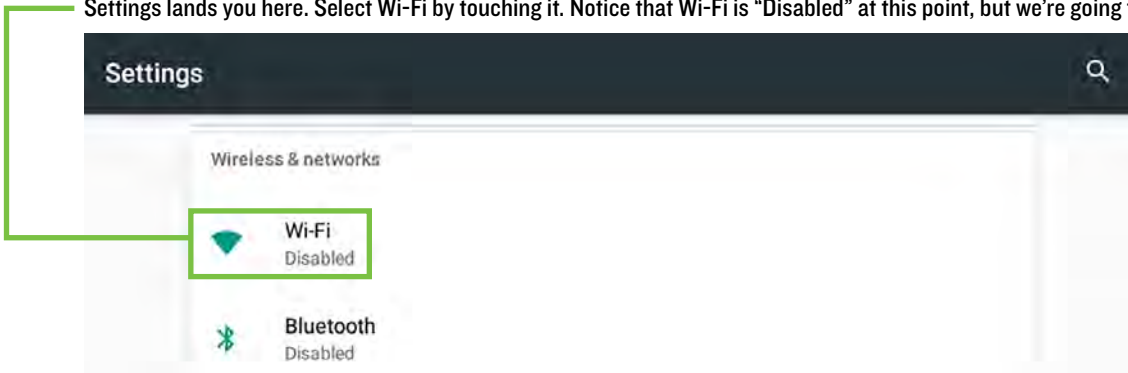 Settings lands you here. Select Wi-Fi by touching it. Notice that Wi-Fi is “Disabled” at this point, but we’re going
Settings
Wireless & networks
Wi-Fi
Disabled
Bluetooth
Disabled